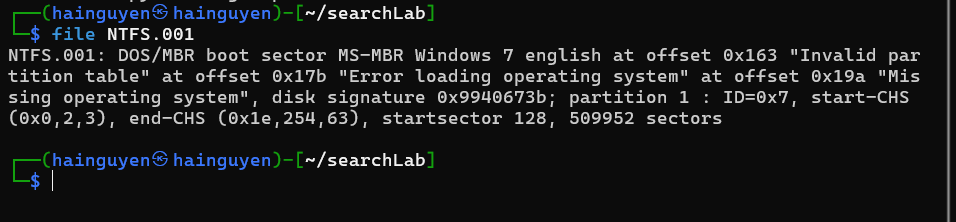 ┌──(hainguyen㉿hainguyen)-[~/searchLab]
└─$ file NTFS.001
NTFS.001: DOS/MBR boot sector MS-MBR Windows 7 english at offset 0x163 "Invalid par
tition table" at offset 0x17b "Error loading operating system" at offset 0x19a "Mis
sing operating system", disk signature 0x9940673b; partition 1 : ID=0x7, start-CHS
(0x0,2,3), end-CHS (0x1e,254,63), startsector 128, 509952 sectors
┌──(hainguyen㉿hainguyen)-[~/searchLab]
└─$